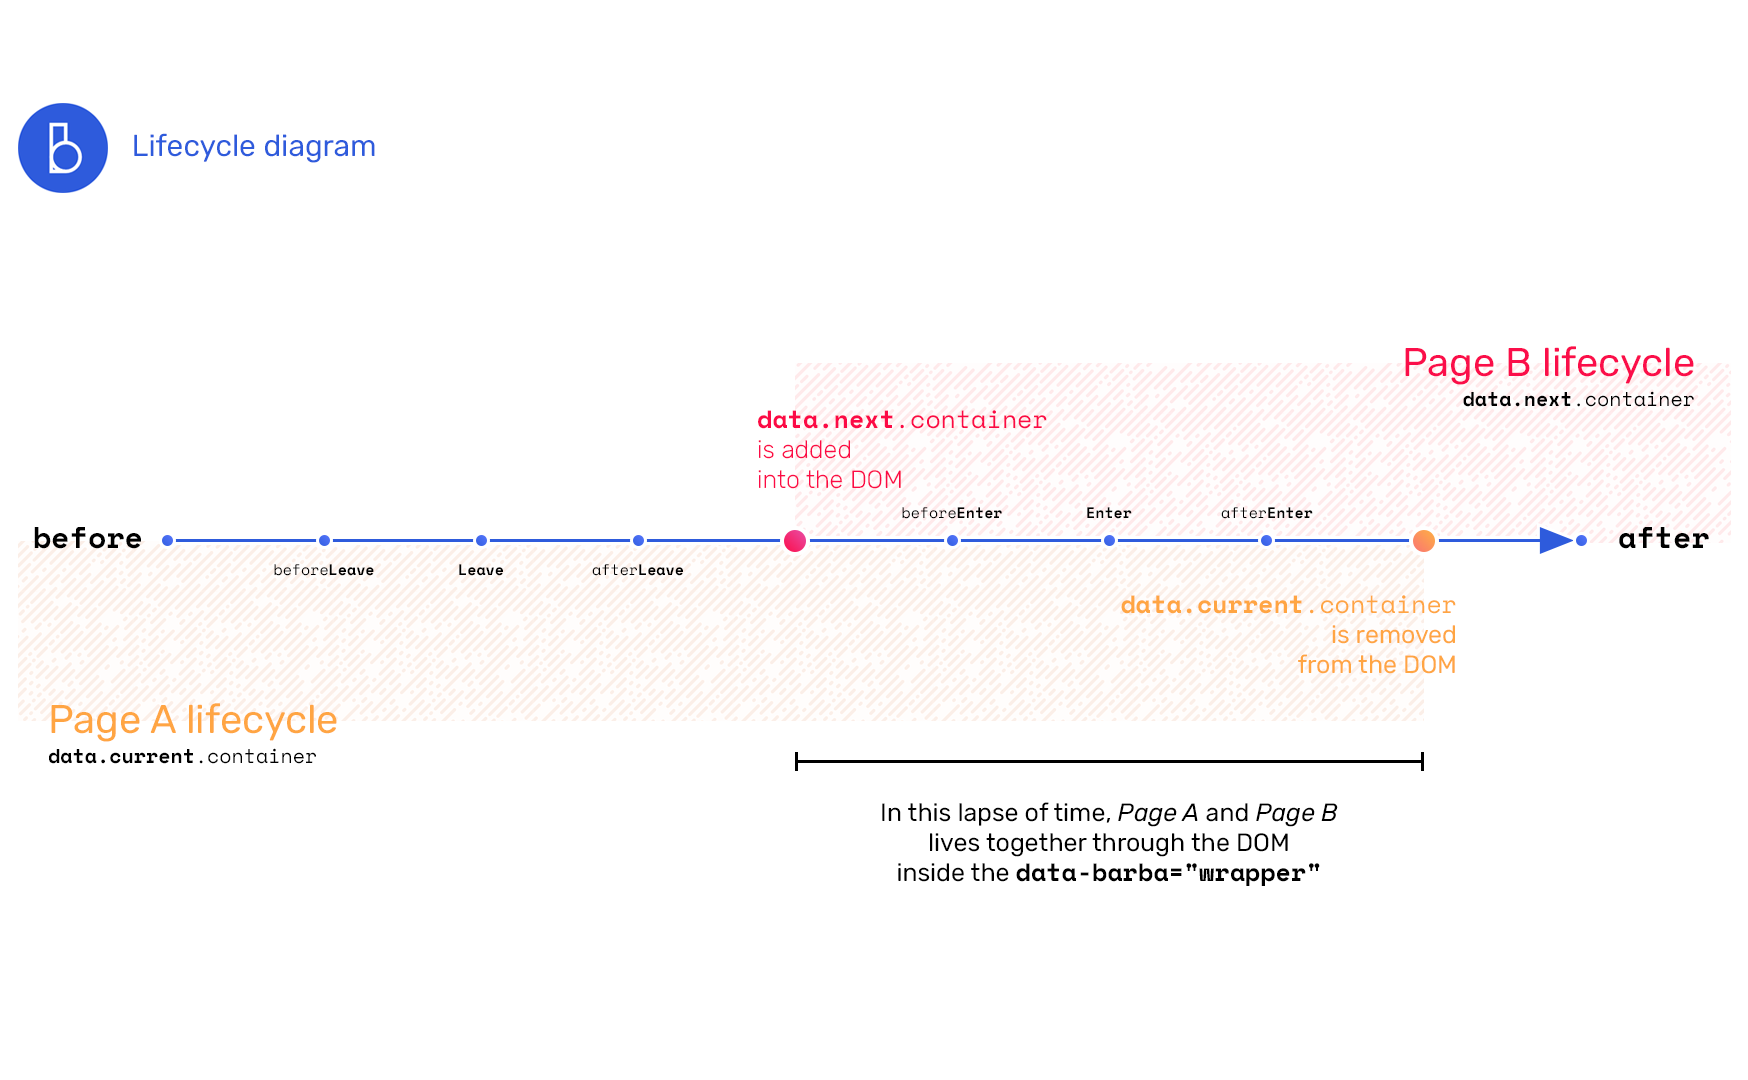 b
Lifecycle diagram
Page B lifecycle
data.next.container
data.next.container
is added
into the DOM
beforeEnter
Enter
afterEnter
before
after
beforeLeave
Leave
afterLeave
data.current.container
is removed
from the DOM
Page A lifecycle
data.current.container
In this lapse of time, Page A and Page B
lives together through the DOM
inside the data-barba="wrapper"